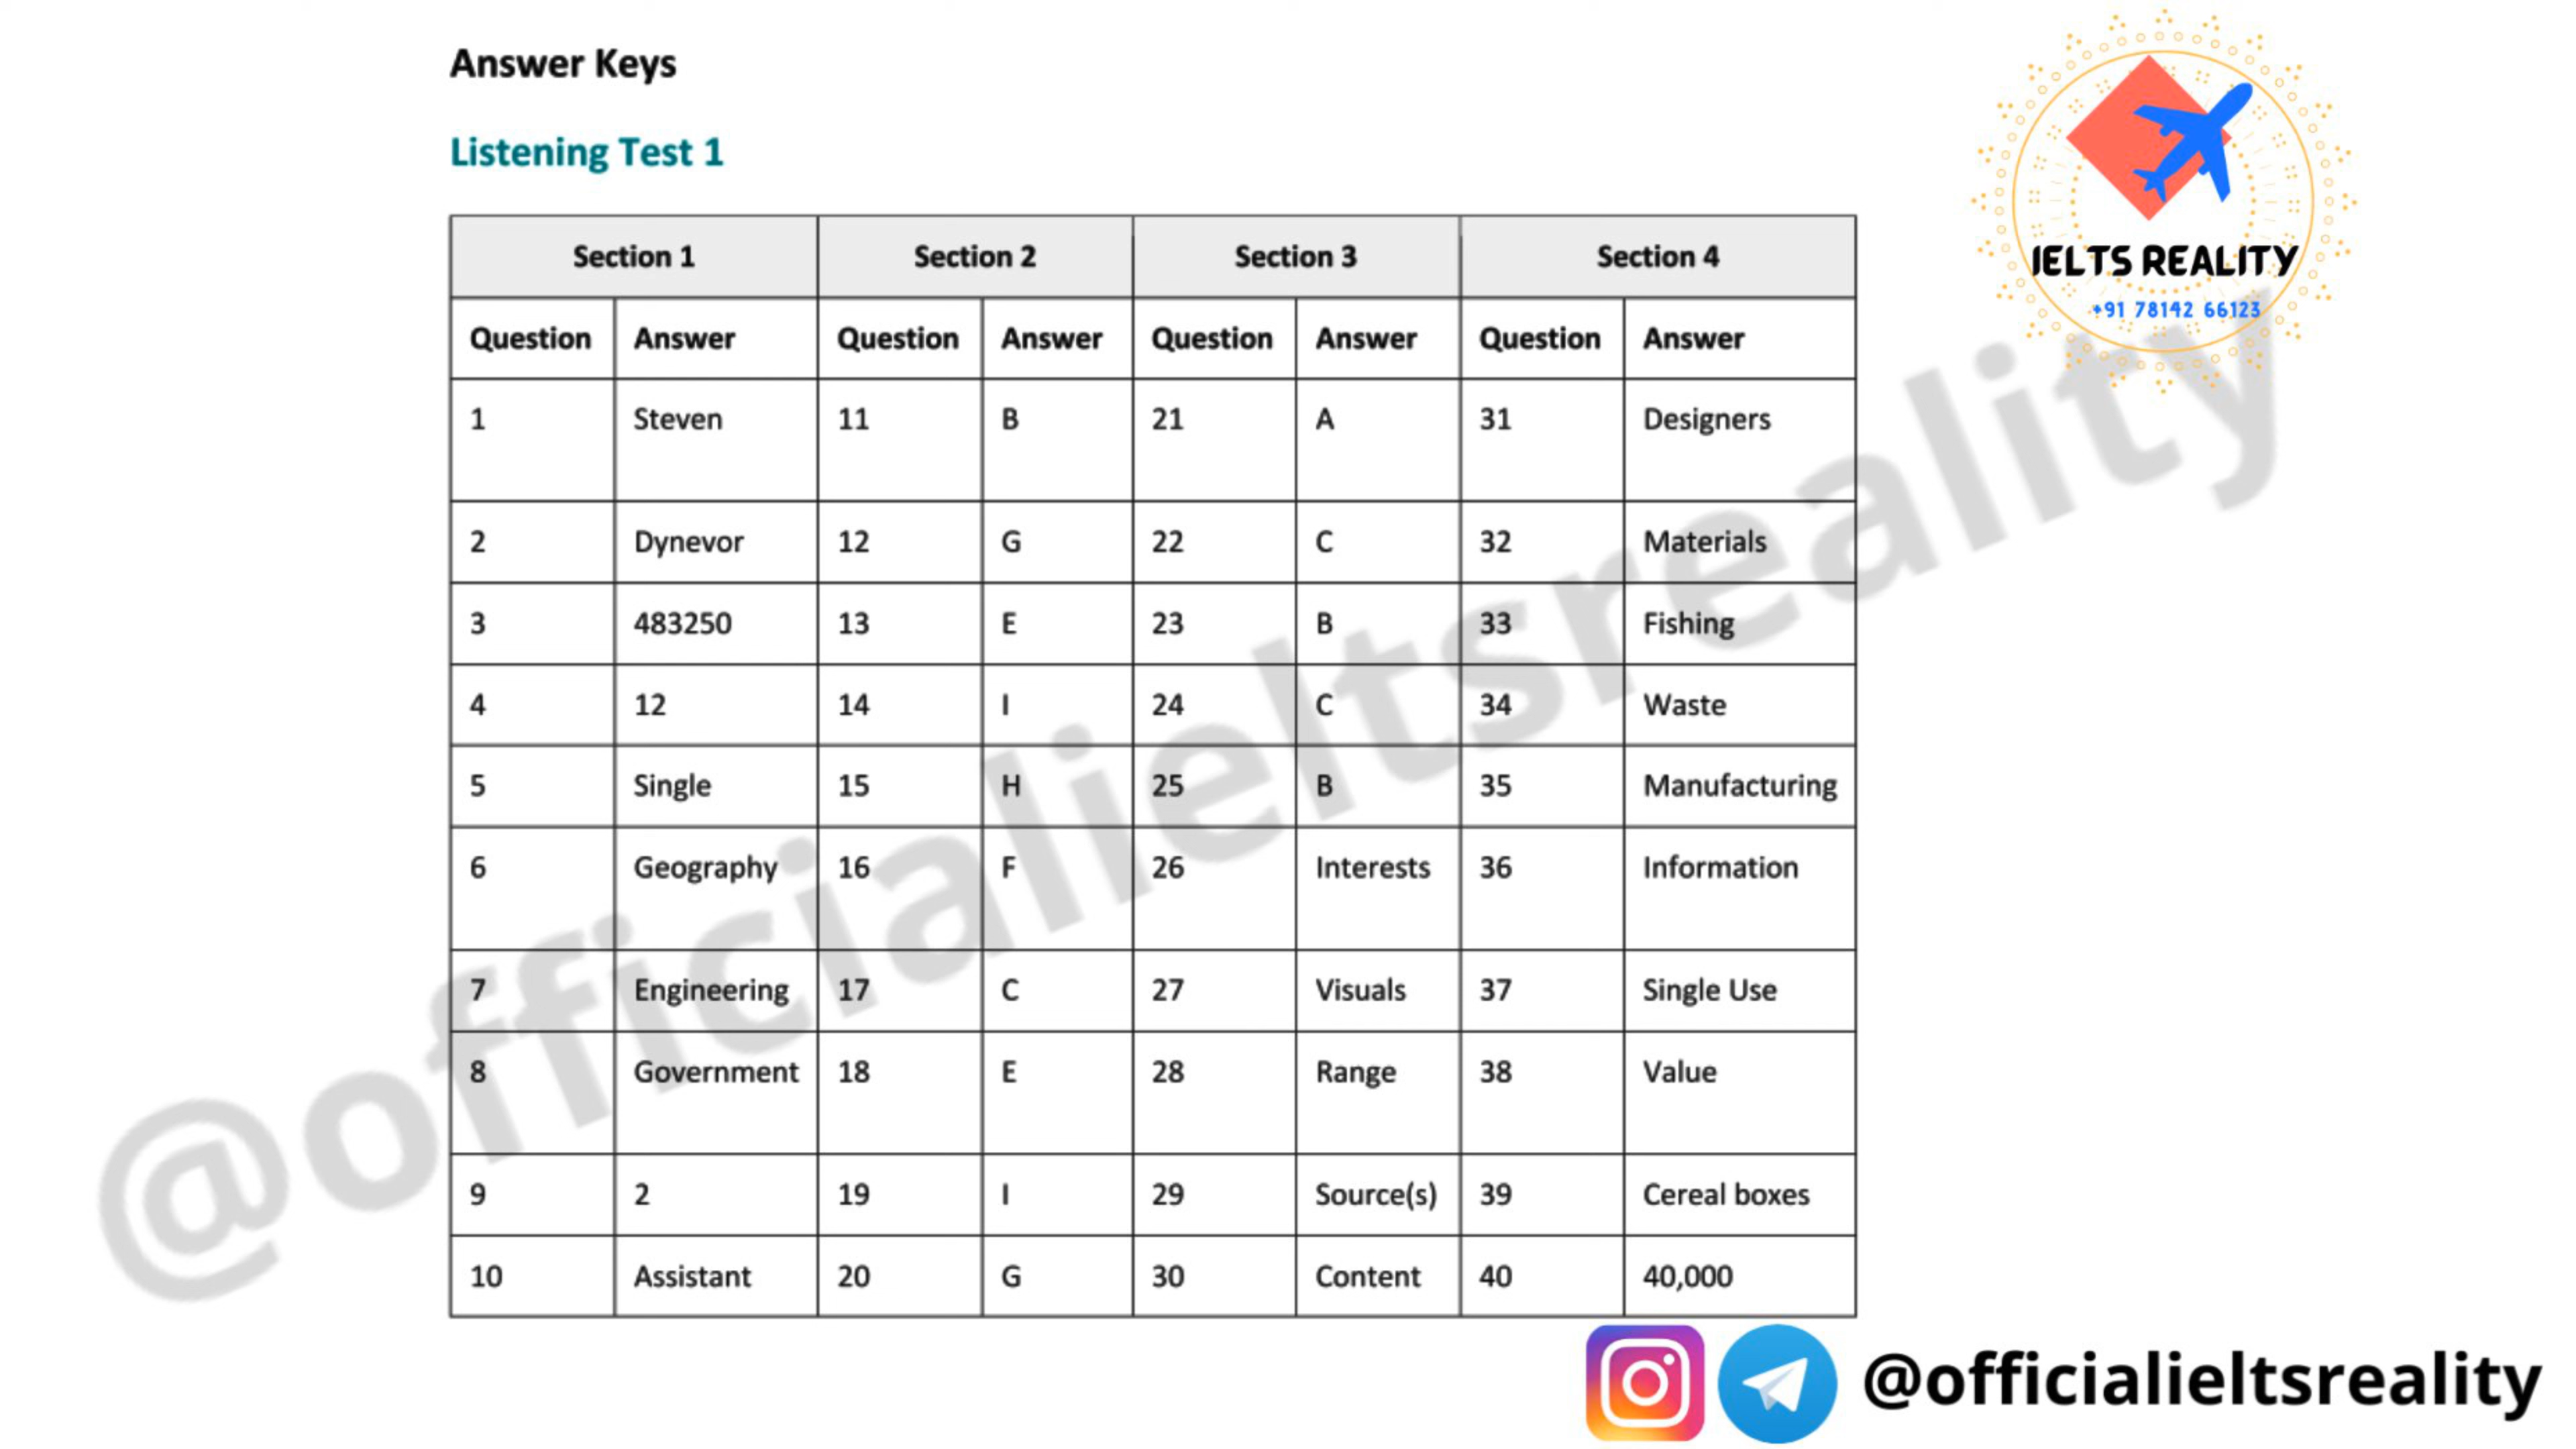 Answer Keys
Listening Test 1
IELTS REALITY
+91 78142 66123
Section 1 Section 2 Section 3 Section 4
Question Answer Question Answer Question Answer Question Answer
1 Steven 11 B 21 A 31 Designers
2 Dynevor 12 G 22 C 32 Materials
3 483250 13 E 23 B 33 Fishing
4 12 14 I 24 C 34 Waste
5 Single 15 H 25 B 35 Manufacturing
6 Geography 16 F 26 Interests 36 Information
7 Engineering 17 C 27 Visuals 37 Single Use
8 Government 18 E 28 Range 38 Value
9 2 19 I 29 Source(s) 39 Cereal boxes
10 Assistant 20 G 30 Content 40 40,000
@officialieltsreality
@officialieltsreality